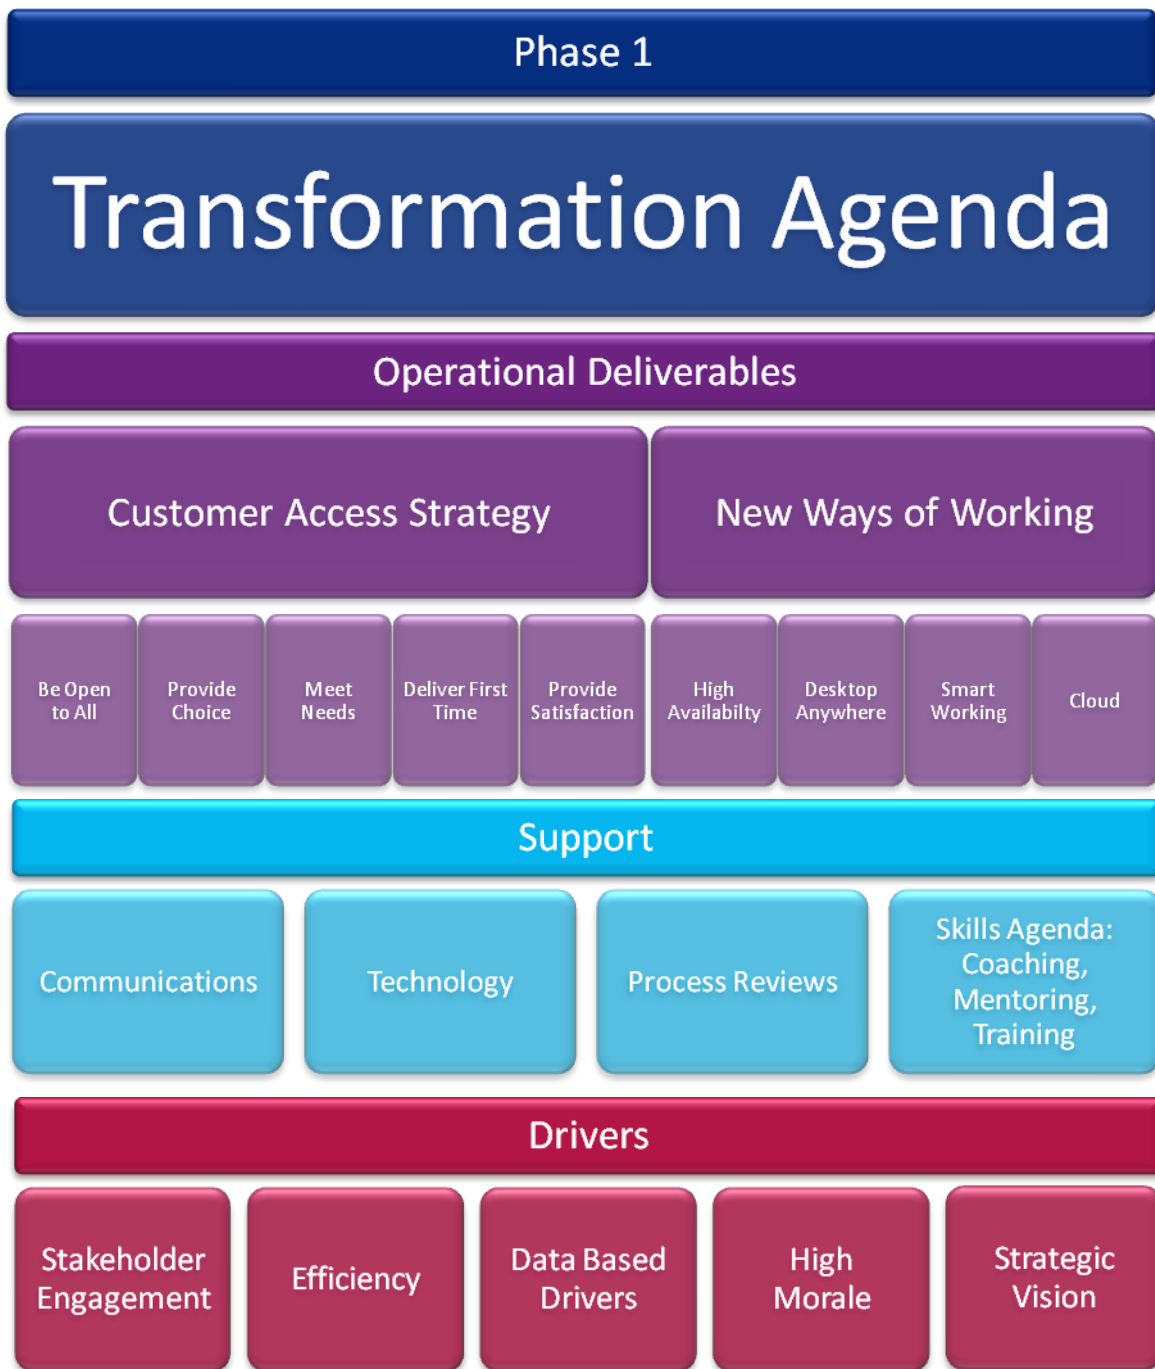 Phase 1
Transformation Agenda
Operational Deliverables
Customer Access Strategy
New Ways of Working
Be Open
to All
Provide
Choice
Meet
Needs
Deliver First
Time
Provide
Satisfaction
High
Availabilty
Desktop
Anywhere
Smart
Working
Cloud
Support
Communications
Technology
Process Reviews
Skills Agenda:
Coaching,
Mentoring,
Training
Drivers
Stakeholder
Engagement
Efficiency
Data Based
Drivers
High
Morale
Strategic
Vision